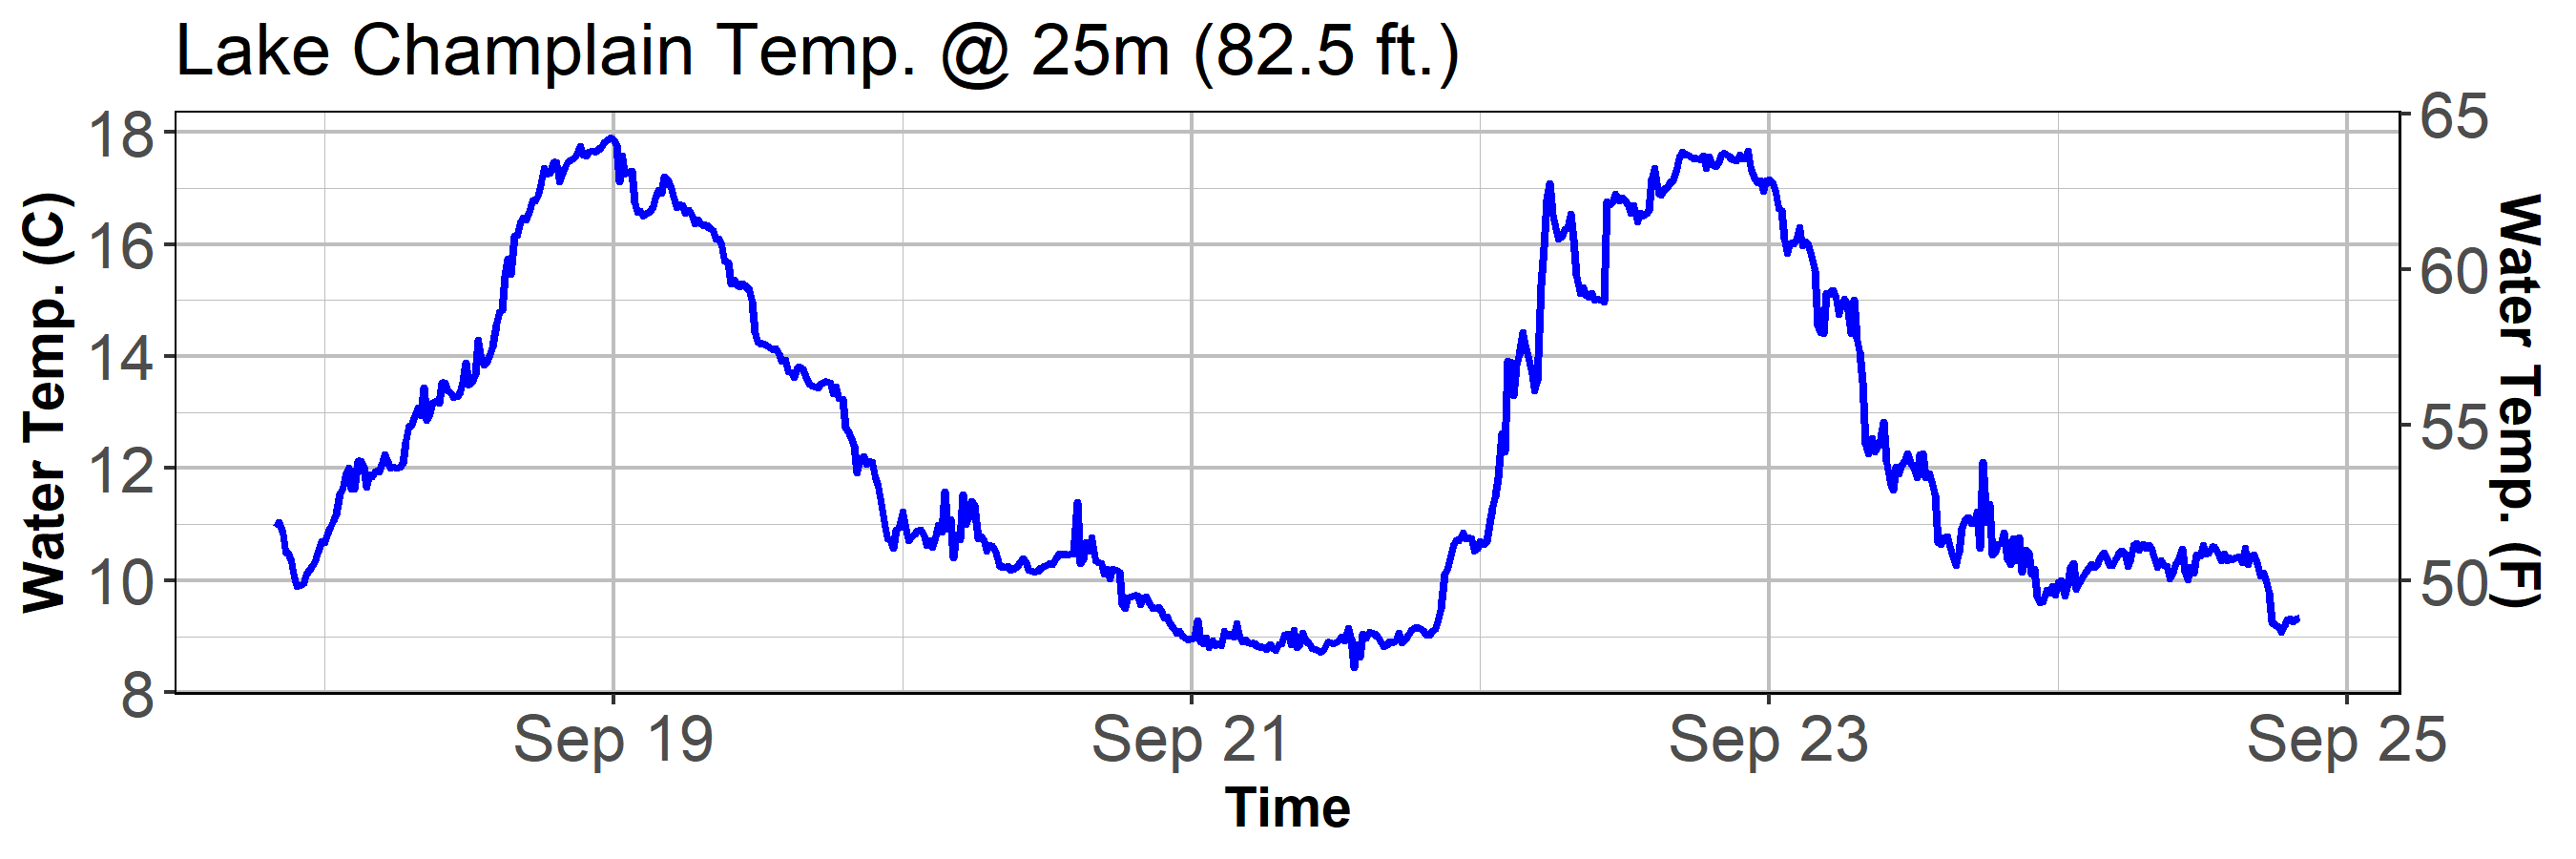 Lake Champlain Temp. @ 25m (82.5 ft.)
Water Temp. (C)
18
16
14
12
10
8
65
60
55
50
Water Temp. (F)
Sep 19
Sep 21
Sep 23
Sep 25
Time